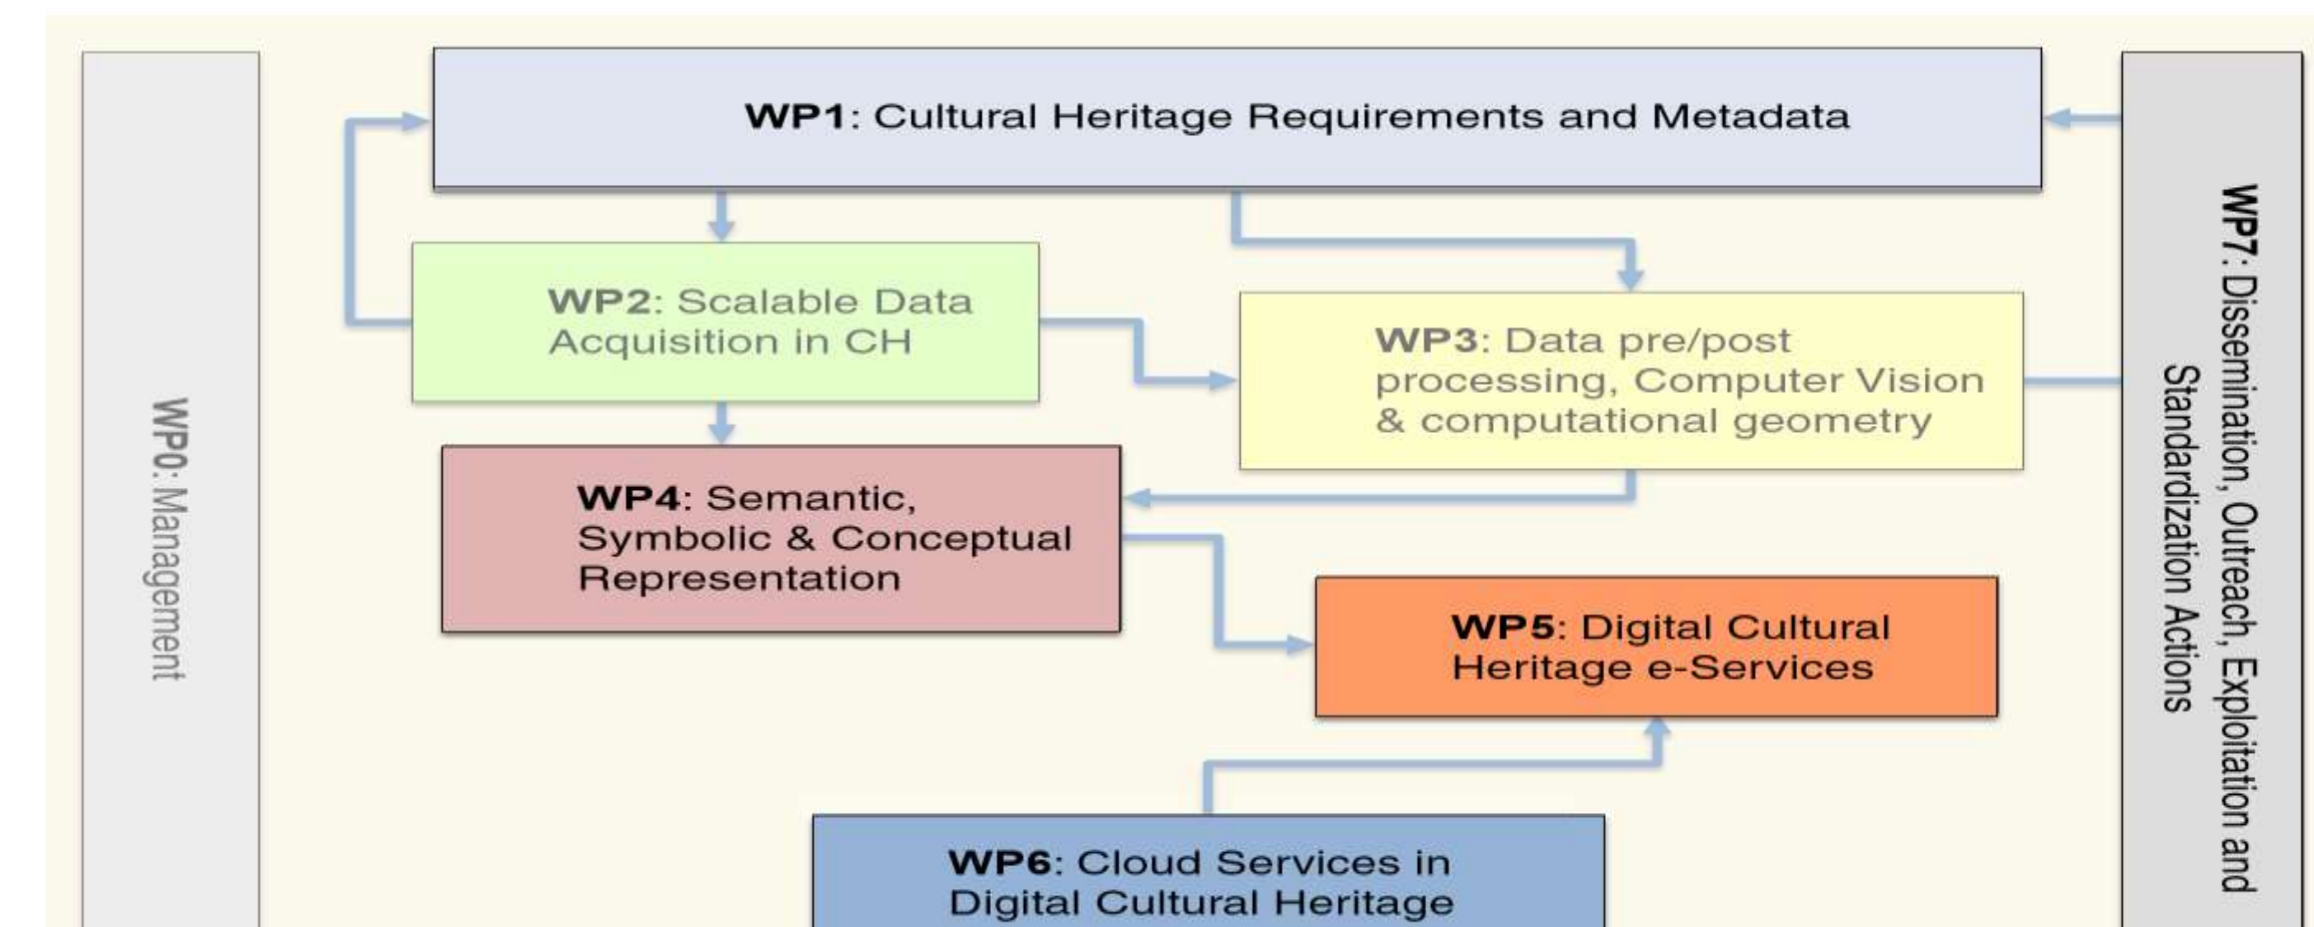 WP1: Cultural Heritage Requirements and Metadata
WP2: Scalable Data
Acquisition in CH
WP3: Data pre/post
processing, Computer Vision
& computational geometry
WP4: Semantic,
Symbolic & Conceptual
Representation
WP5: Digital Cultural
Heritage e-Services
WP6: Cloud Services in
Digital Cultural Heritage
WP0: Management
WP7: Dissemination, Outreach, Exploitation and
Standardization Actions